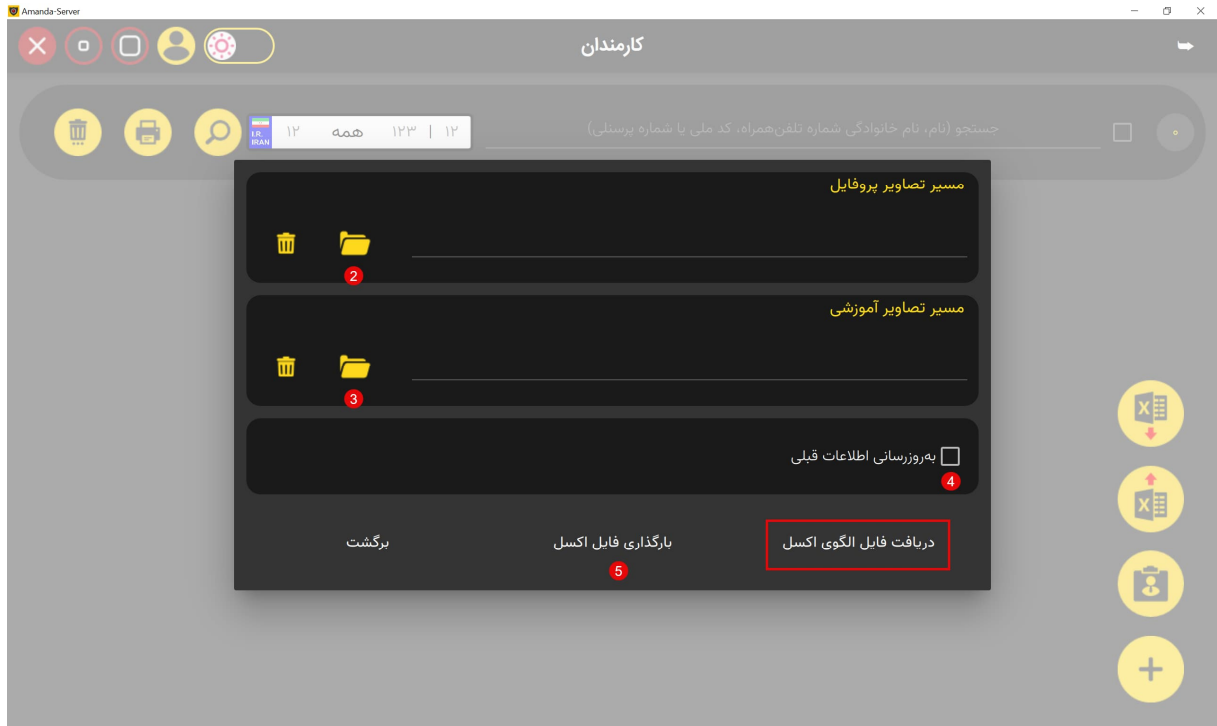 Amanda-Server
کارمندان
جستجو (نام، نام خانوادگی شماره تلفن‌همراه، کد ملی یا شماره پرسنلی)
۱۲ | ۱۲۳ همه ۱۲
I.R.
IRAN
مسیر تصاویر پروفایل
2
مسیر تصاویر آموزشی
3
به‌روزرسانی اطلاعات قبلی
4
دریافت فایل الگوی اکسل بارگذاری فایل اکسل برگشت
5
X
X